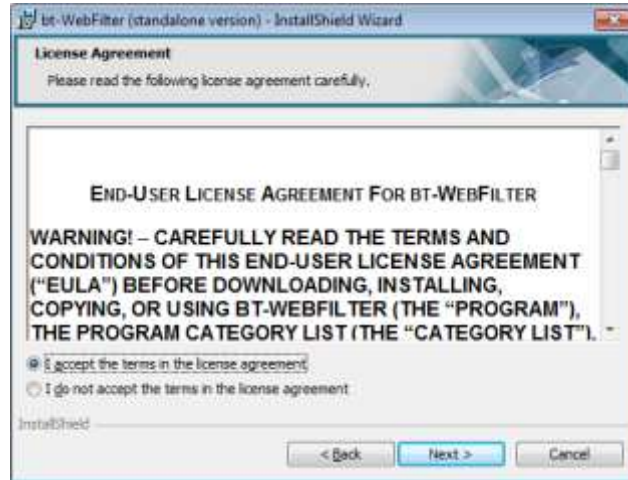 bt-WebFilter (standalone version) - InstallShield Wizard
License Agreement
Please read the following license agreement carefully.
END-USER LICENSE AGREEMENT FOR BT-WEBFILTER
WARNING! – CAREFULLY READ THE TERMS AND
CONDITIONS OF THIS END-USER LICENSE AGREEMENT
(“EULA”) BEFORE DOWNLOADING, INSTALLING,
COPYING, OR USING BT-WEBFILTER (THE “PROGRAM”),
THE PROGRAM CATEGORY LIST (THE “CATEGORY LIST”),
I accept the terms in the license agreement
I do not accept the terms in the license agreement
InstallShield
< Back
Next >
Cancel